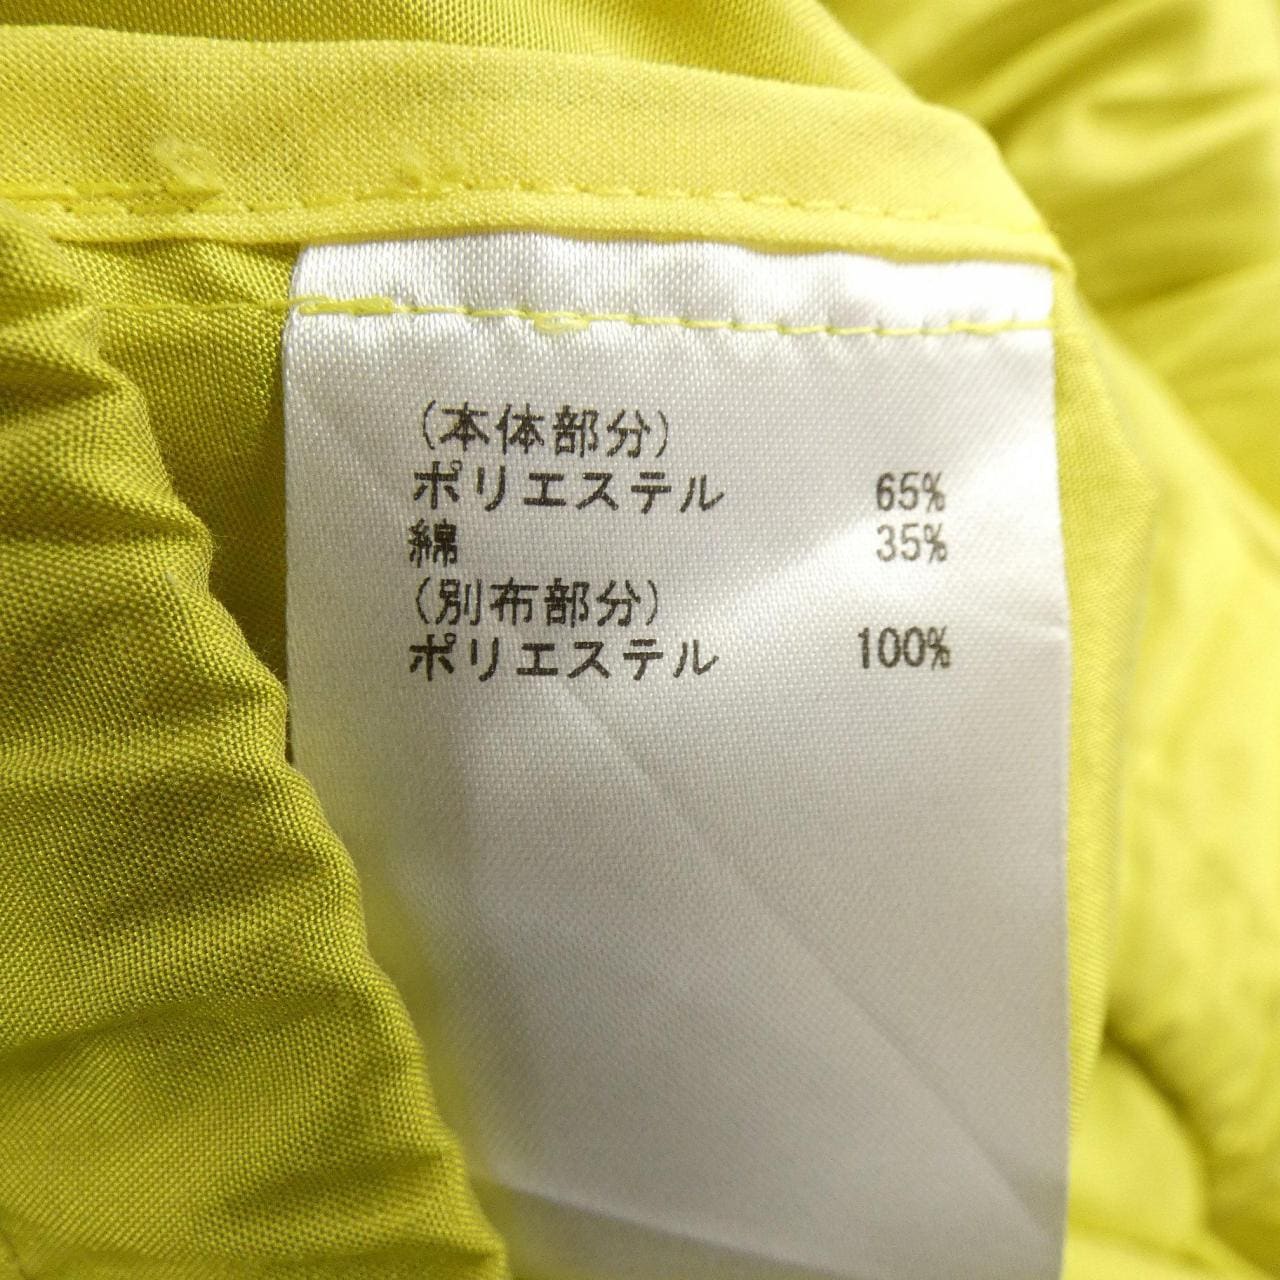 (本体部分)
ポリエステル 65%
綿 35%
(別布部分)
ポリエステル 100%